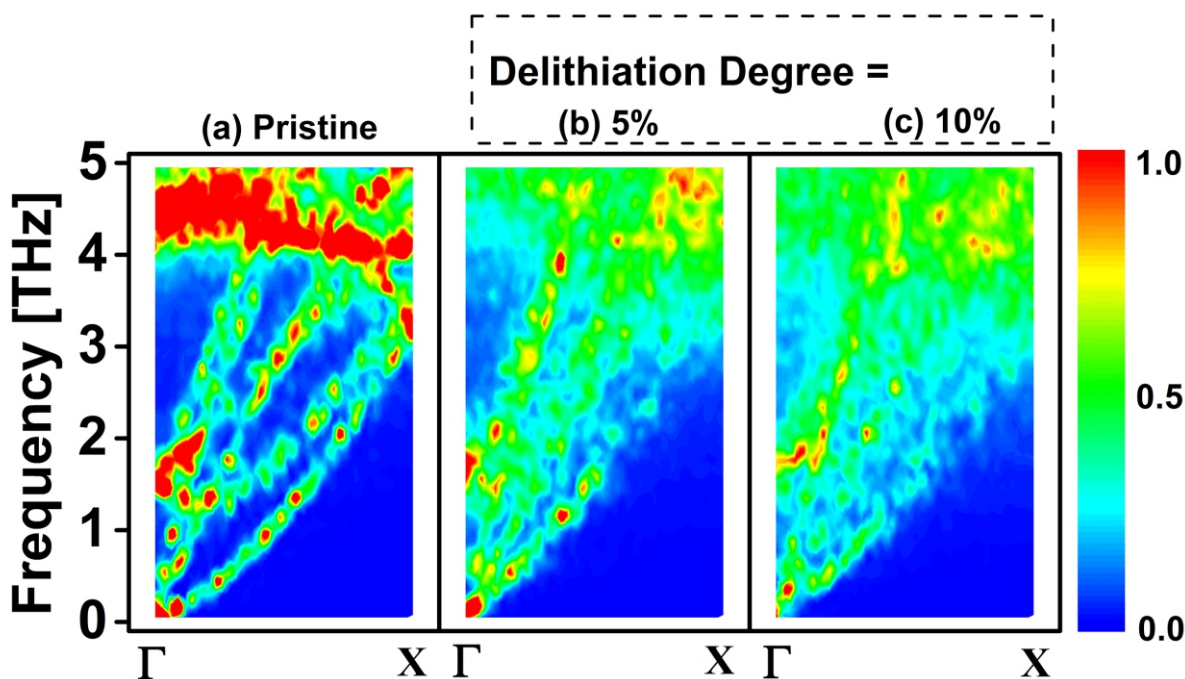 Delithiation Degree =
(a) Pristine
(b) 5%
(c) 10%
Frequency [THz]
5
4
3
2
1
0
1.0
0.5
0.0
Γ
X
Γ
X
Γ
X